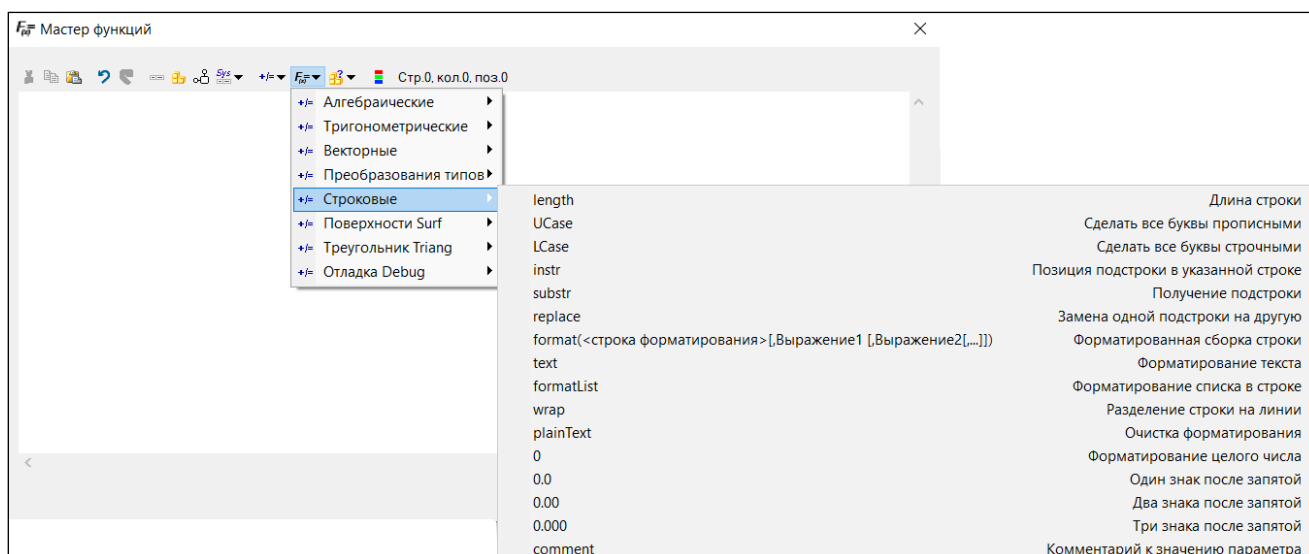 Мастер функций
Sys +/= F= Стр.0, кол.0, поз.0
+/= Алгебраические
+/= Тригонометрические
+/= Векторные
+/= Преобразования типов
+/= Строковые
length Длина строки
+/= Поверхности Surf
UCase Сделать все буквы прописными
+/= Треугольник Triang
LCase Сделать все буквы строчными
+/= Отладка Debug
instr Позиция подстроки в указанной строке
substr Получение подстроки
replace Замена одной подстроки на другую
format(<строка форматирования>[,Выражение1 [,Выражение2[,...]]) Форматированная сборка строки
text Форматирование текста
formatList Форматирование списка в строке
wrap Разделение строки на линии
plainText Очистка форматирования
0 Форматирование целого числа
0.0 Один знак после запятой
0.00 Два знака после запятой
0.000 Три знака после запятой
comment Комментарий к значению параметра